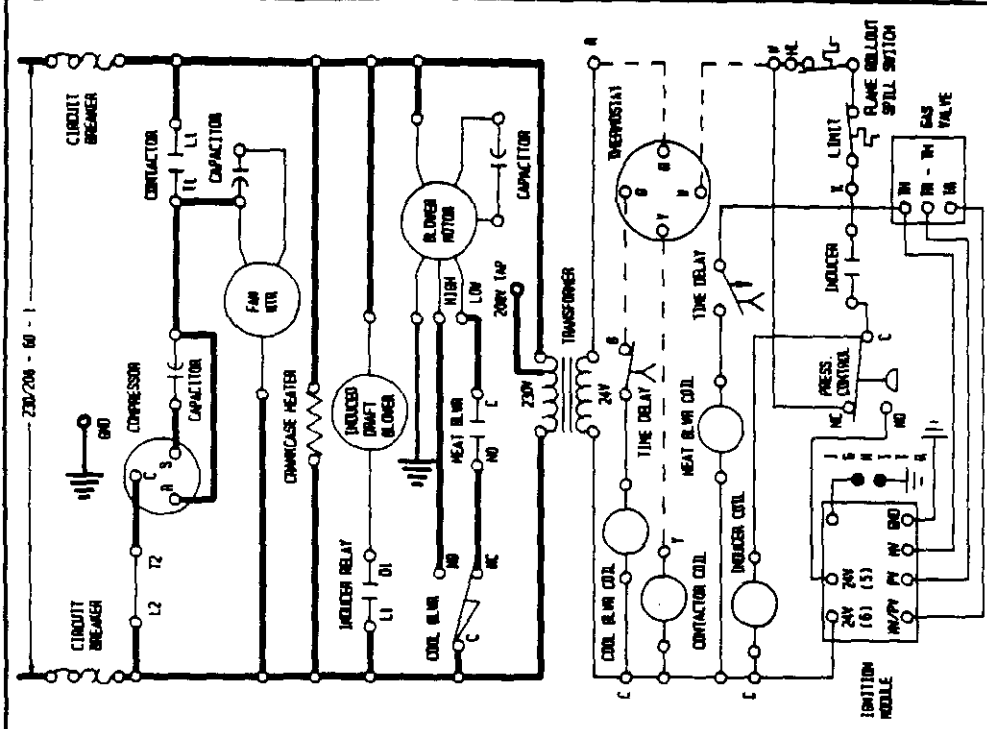 230/208 - 60 - 1
CIRCUIT
BREAKER
CIRCUIT
BREAKER
GND
L2
T2
COMPRESSOR
C
S
R
CAPACITOR
CONTACTOR
T1
L1
CAPACITOR
FAN
MTR
CRANKCASE HEATER
INDUCER RELAY
L1
INDUCED
DRAFT
BLOWER
BLOWER
MOTOR
CAPACITOR
HIGH
LOW
COOL BLWR
C
NO
NC
HEAT BLWR
NO
C
208V TAP
230V
TRANSFORMER
24V
R
THERMOSTAT
G
R
Y
W
C
COOL BLWR COIL
TIME DELAY
G
CONTACTOR COIL
Y
HEAT BLWR COIL
TIME DELAY
C
INDUCER COIL
W
FLAME ROLLOUT
SPILL SWITCH
LIMIT
X
INDUCER
C
PRESS.
CONTROL
NC
NO
GAS
VALVE
TH
TR - TH
TR
IGNITION
MODULE
24V
(6)
24V
(5)
GND
MV/PV
PV
MV